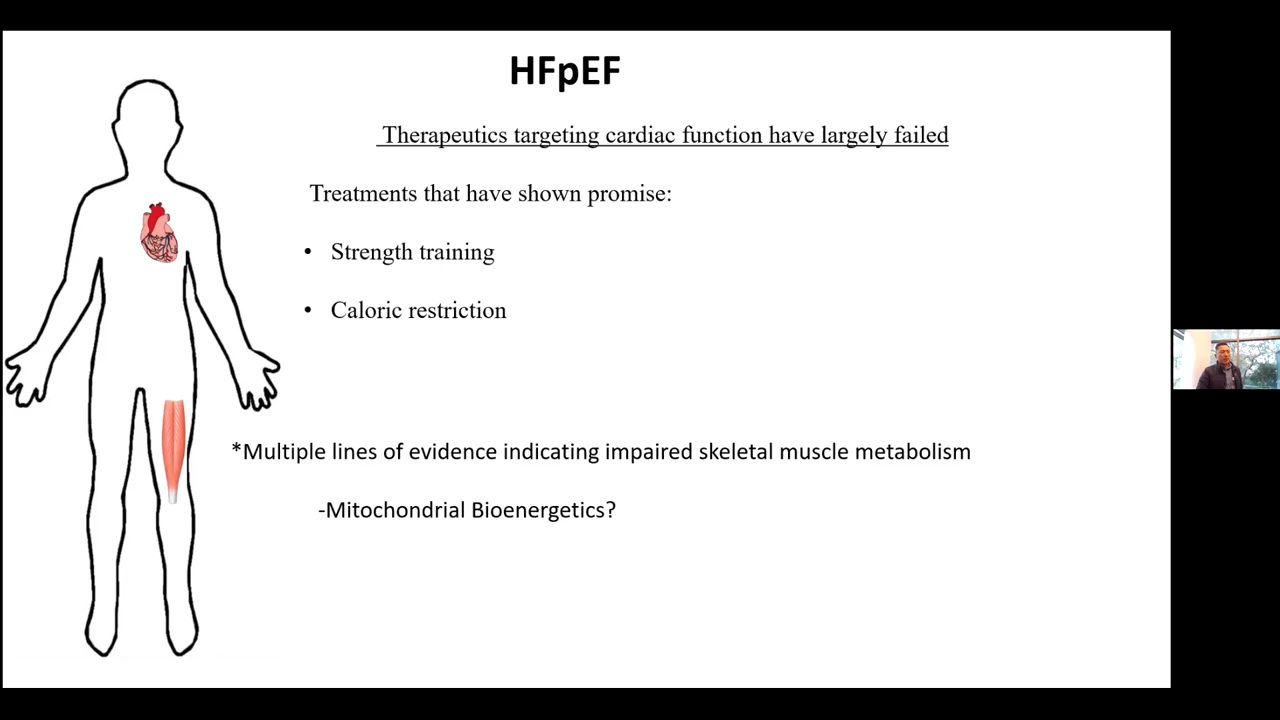 HFpEF
Therapeutics targeting cardiac function have largely failed
Treatments that have shown promise:
• Strength training
• Caloric restriction
*Multiple lines of evidence indicating impaired skeletal muscle metabolism
-Mitochondrial Bioenergetics?